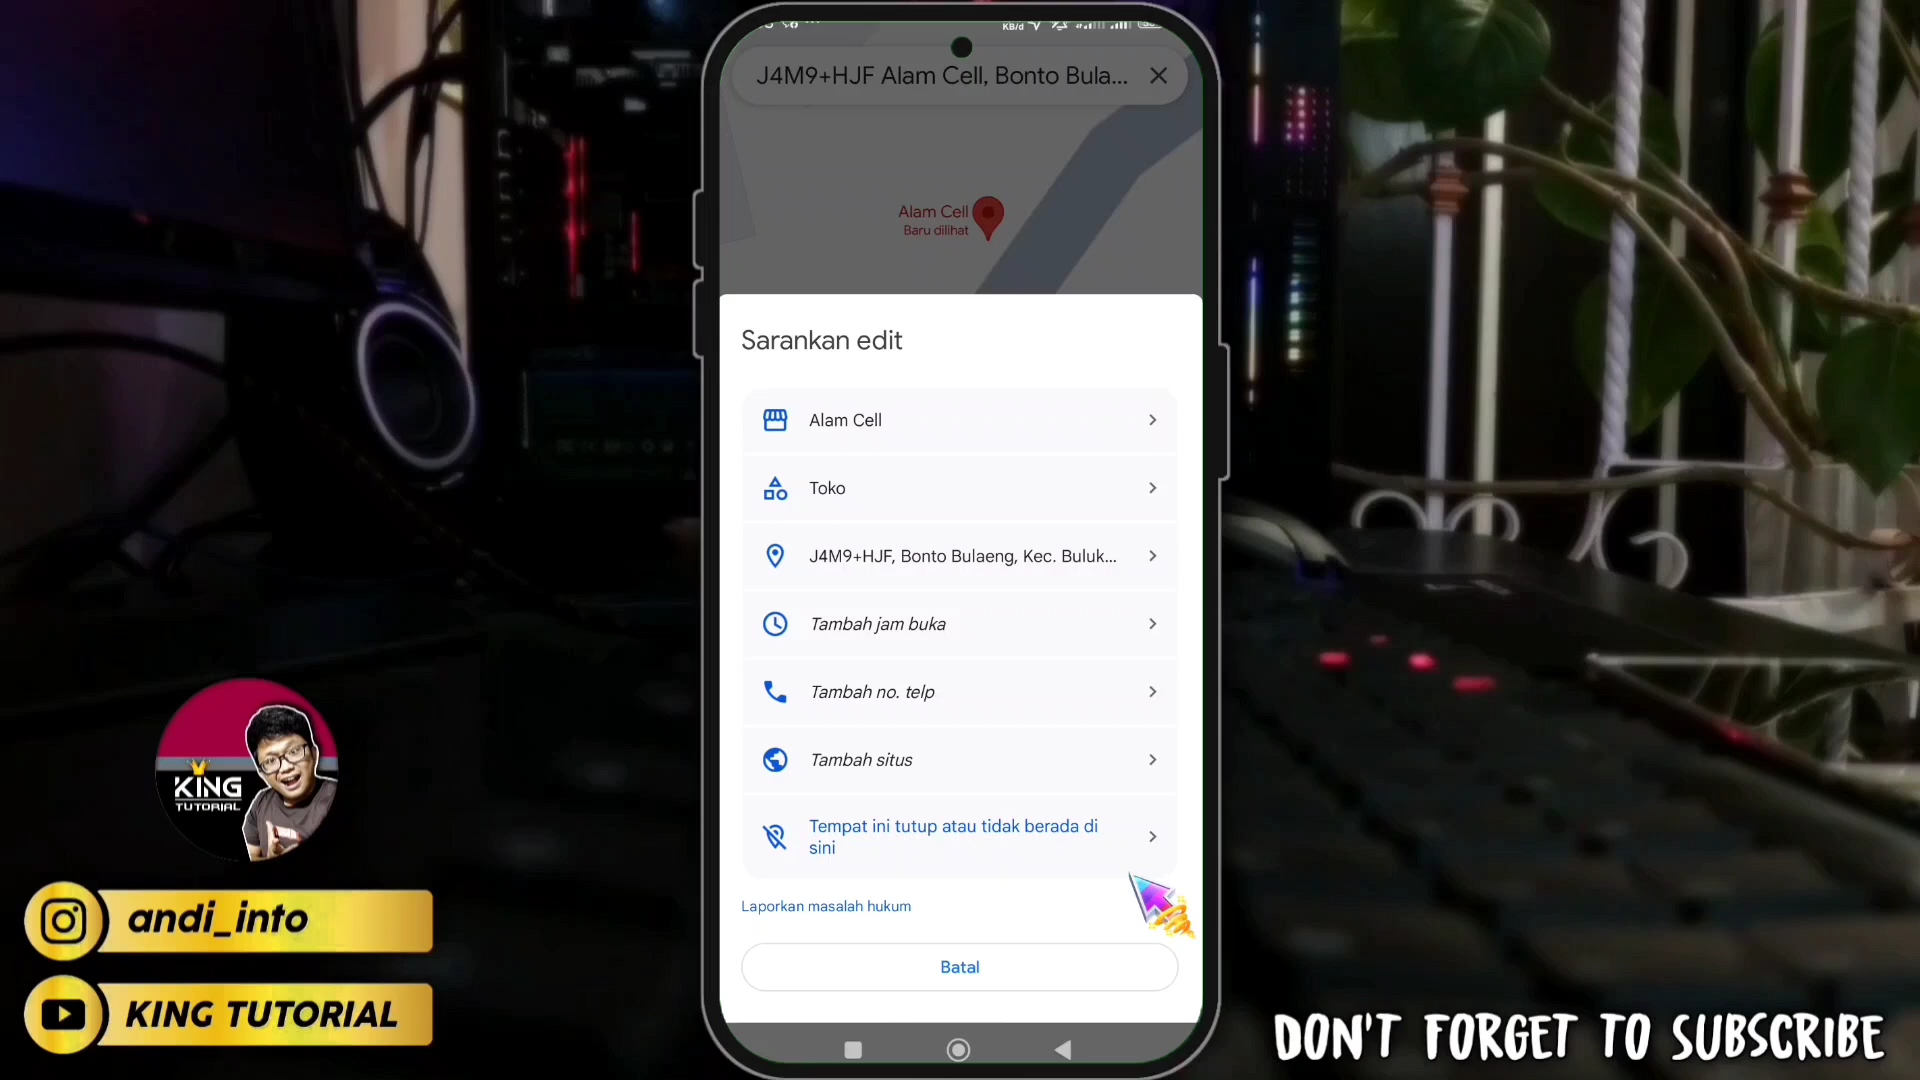 KB/d
J4M9+HJF Alam Cell, Bonto Bula...
Alam Cell
Baru dilihat
Sarankan edit
Alam Cell
Toko
J4M9+HJF, Bonto Bulaeng, Kec. Buluk...
Tambah jam buka
Tambah no. telp
Tambah situs
Tempat ini tutup atau tidak berada di
sini
Laporkan masalah hukum
Batal
KING
TUTORIAL
andi_info
KING TUTORIAL
DON'T FORGET TO SUBSCRIBE